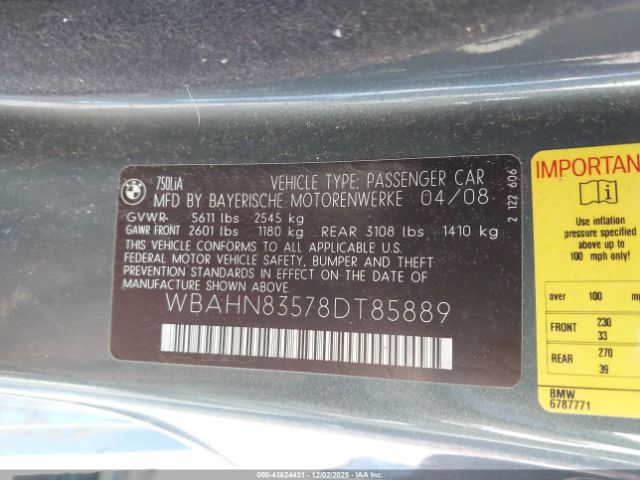 BMW
750LiA
VEHICLE TYPE: PASSENGER CAR
MFD BY BAYERISCHE MOTORENWERKE 04/08
GVWR- 5611 lbs 2545 kg
GAWR FRONT 2601 lbs 1180 kg REAR 3108 lbs 1410 kg
THIS VEHICLE CONFORMS TO ALL APPLICABLE U.S.
FEDERAL MOTOR VEHICLE SAFETY, BUMPER AND THEFT
PREVENTION STANDARDS IN EFFECT ON THE DATE OF
MANUFACTURE SHOWN ABOVE.
WBAHN83578DT85889
2 122 606
IMPORTAN
Use inflation
pressure specified
above for up to
100 mph only!
over 100 m
FRONT 230
33
REAR 270
39
BMW
6787771
000-43824431 - 12/02/2025 -